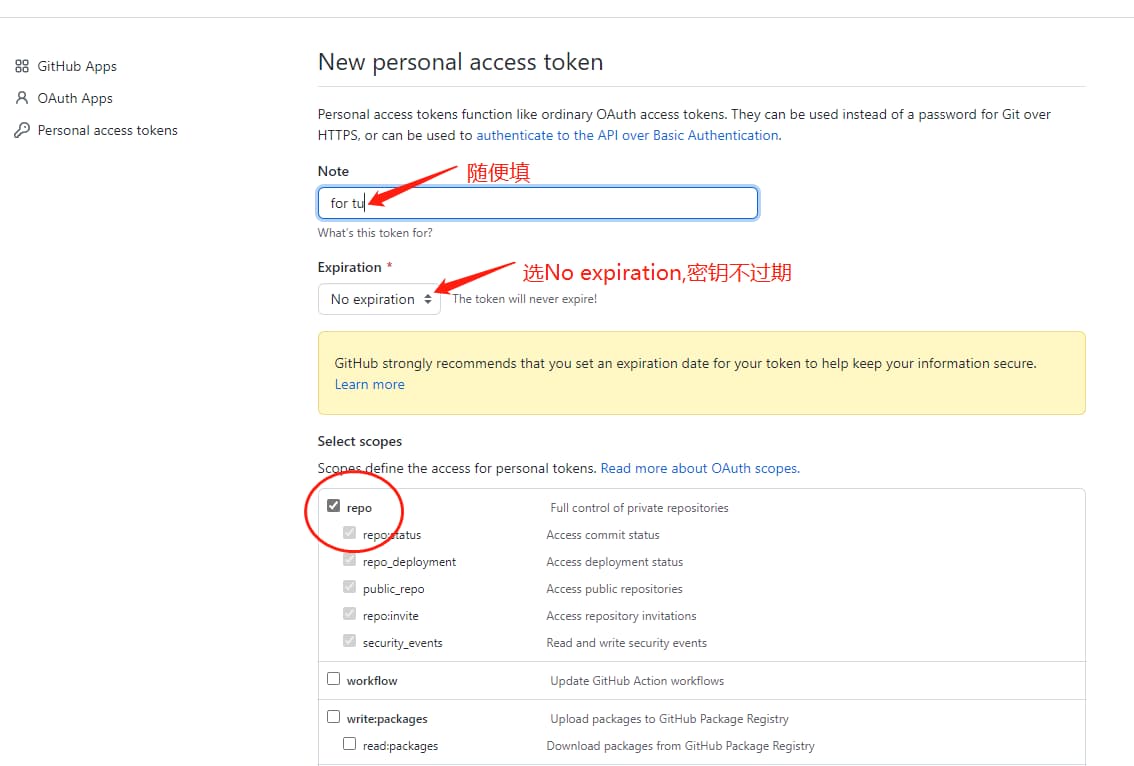 GitHub Apps
OAuth Apps
Personal access tokens
New personal access token
Personal access tokens function like ordinary OAuth access tokens. They can be used instead of a password for Git over
HTTPS, or can be used to authenticate to the API over Basic Authentication.
Note
随便填
for tu
What's this token for?
Expiration *
选No expiration,密钥不过期
No expiration
The token will never expire!
GitHub strongly recommends that you set an expiration date for your token to help keep your information secure.
Learn more
Select scopes
Scopes define the access for personal tokens. Read more about OAuth scopes.
repo Full control of private repositories
repo:status Access commit status
repo_deployment Access deployment status
public_repo Access public repositories
repo:invite Access repository invitations
security_events Read and write security events
workflow Update GitHub Action workflows
write:packages Upload packages to GitHub Package Registry
read:packages Download packages from GitHub Package Registry